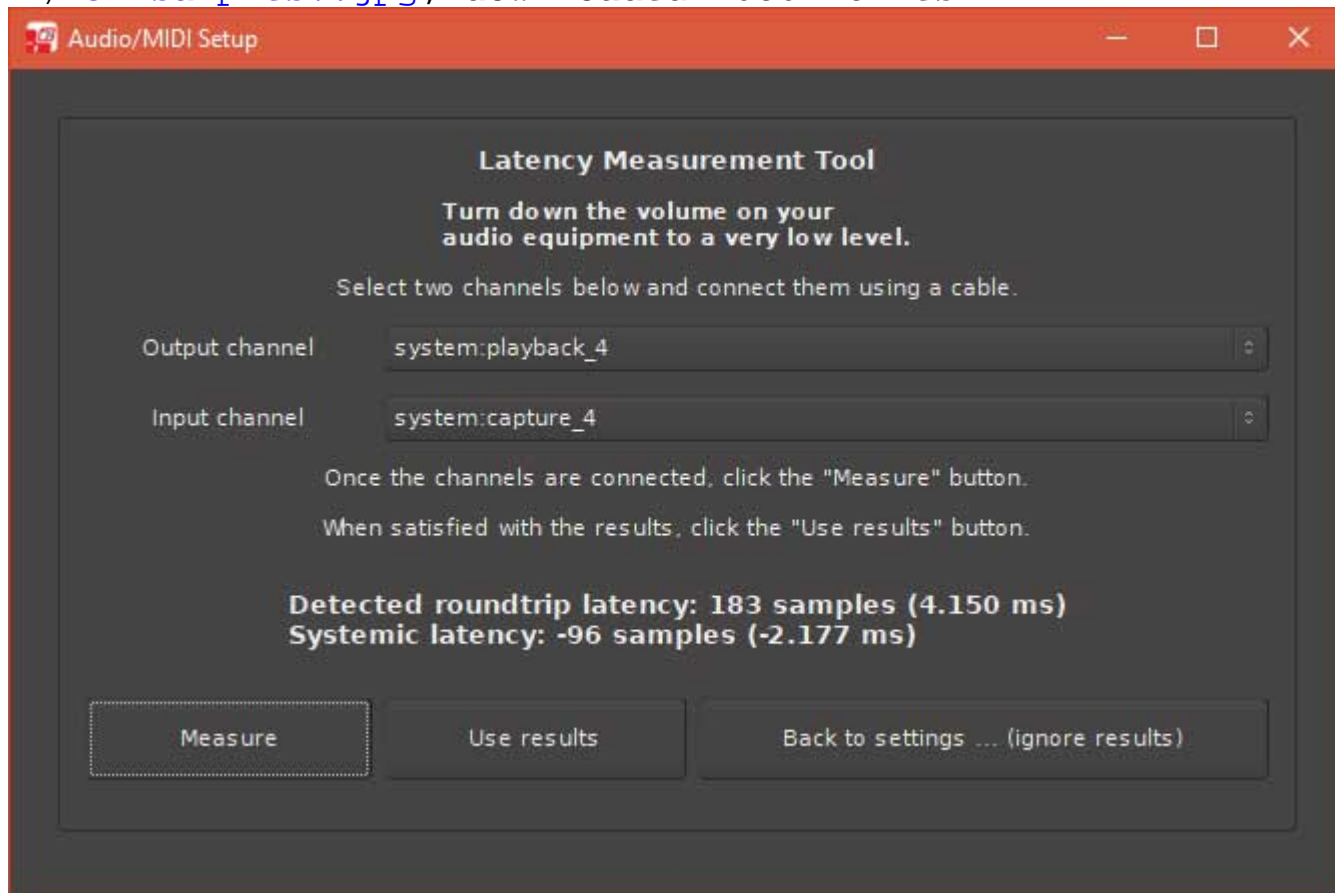 Audio/MIDI Setup
Latency Measurement Tool
Turn down the volume on your
audio equipment to a very low level.
Select two channels below and connect them using a cable.
Output channel system:playback_4
Input channel system:capture_4
Once the channels are connected, click the "Measure" button.
When satisfied with the results, click the "Use results" button.
Detected roundtrip latency: 183 samples (4.150 ms)
Systemic latency: -96 samples (-2.177 ms)
Measure Use results Back to settings ... (ignore results)